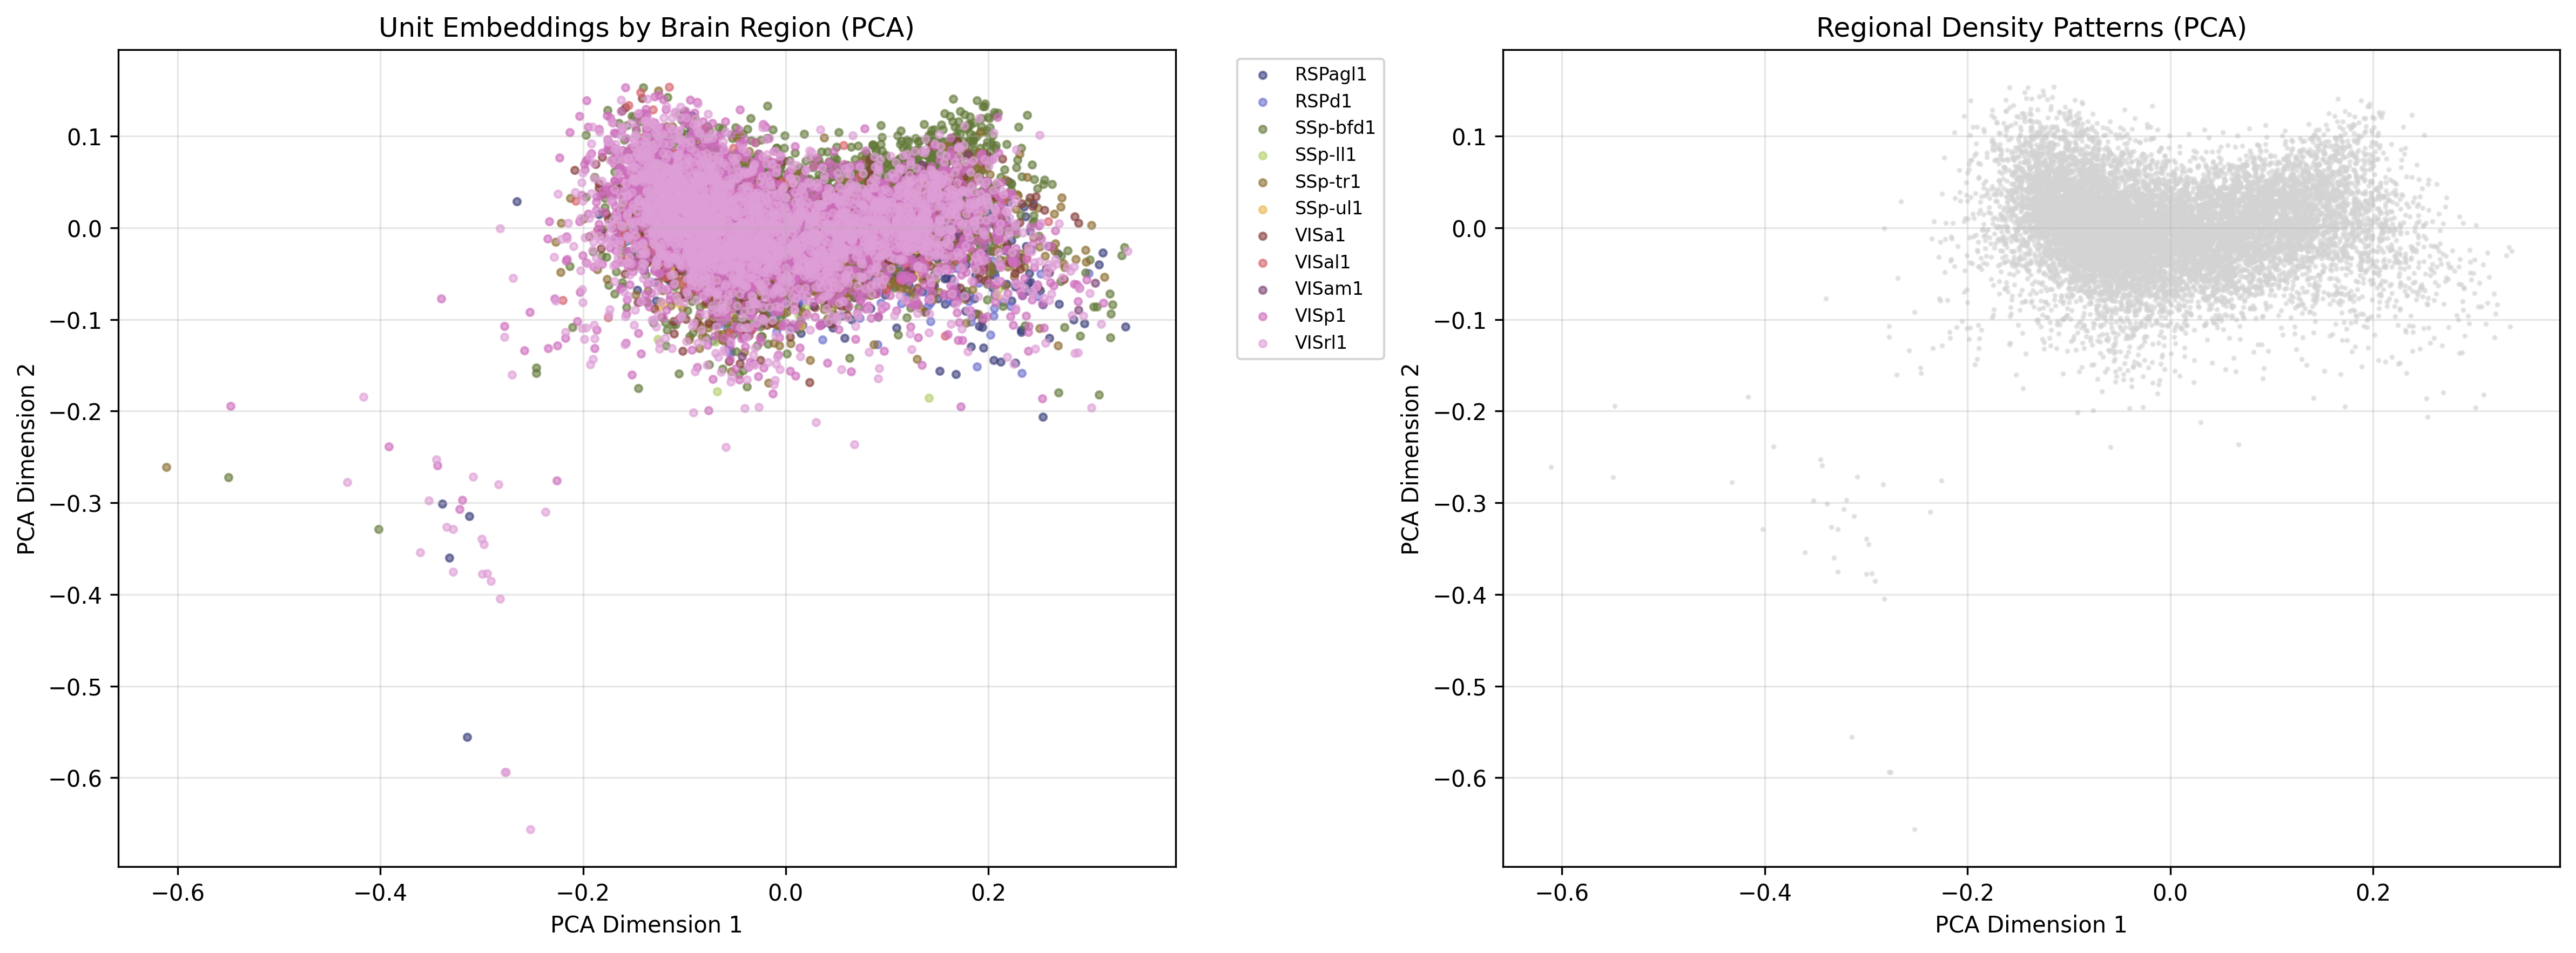 Unit Embeddings by Brain Region (PCA)
0.1
0.0
−0.1
−0.2
−0.3
−0.4
−0.5
−0.6
PCA Dimension 2
−0.6
−0.4
−0.2
0.0
0.2
PCA Dimension 1
RSPagl1
RSPd1
SSp-bfd1
SSp-ll1
SSp-tr1
SSp-ul1
VISa1
VISal1
VISam1
VISp1
VISrl1
Regional Density Patterns (PCA)
0.1
0.0
−0.1
−0.2
−0.3
−0.4
−0.5
−0.6
PCA Dimension 2
−0.6
−0.4
−0.2
0.0
0.2
PCA Dimension 1